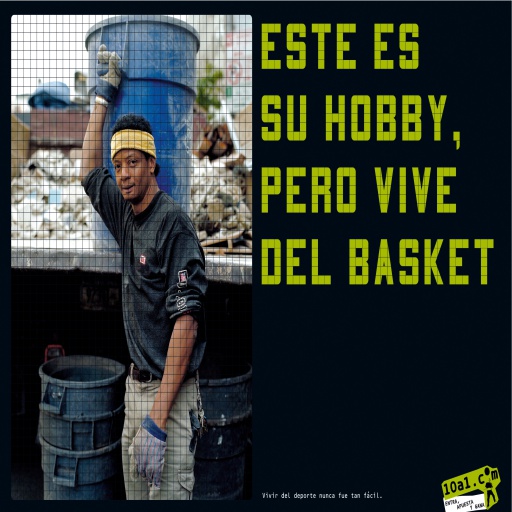 ESTE ES
SU HOBBY,
PERO VIVE
DEL BASKET
Vivir del deporte nunca fue tan fácil.
10a1.com
ENTRA,
APUESTA
Y GANA